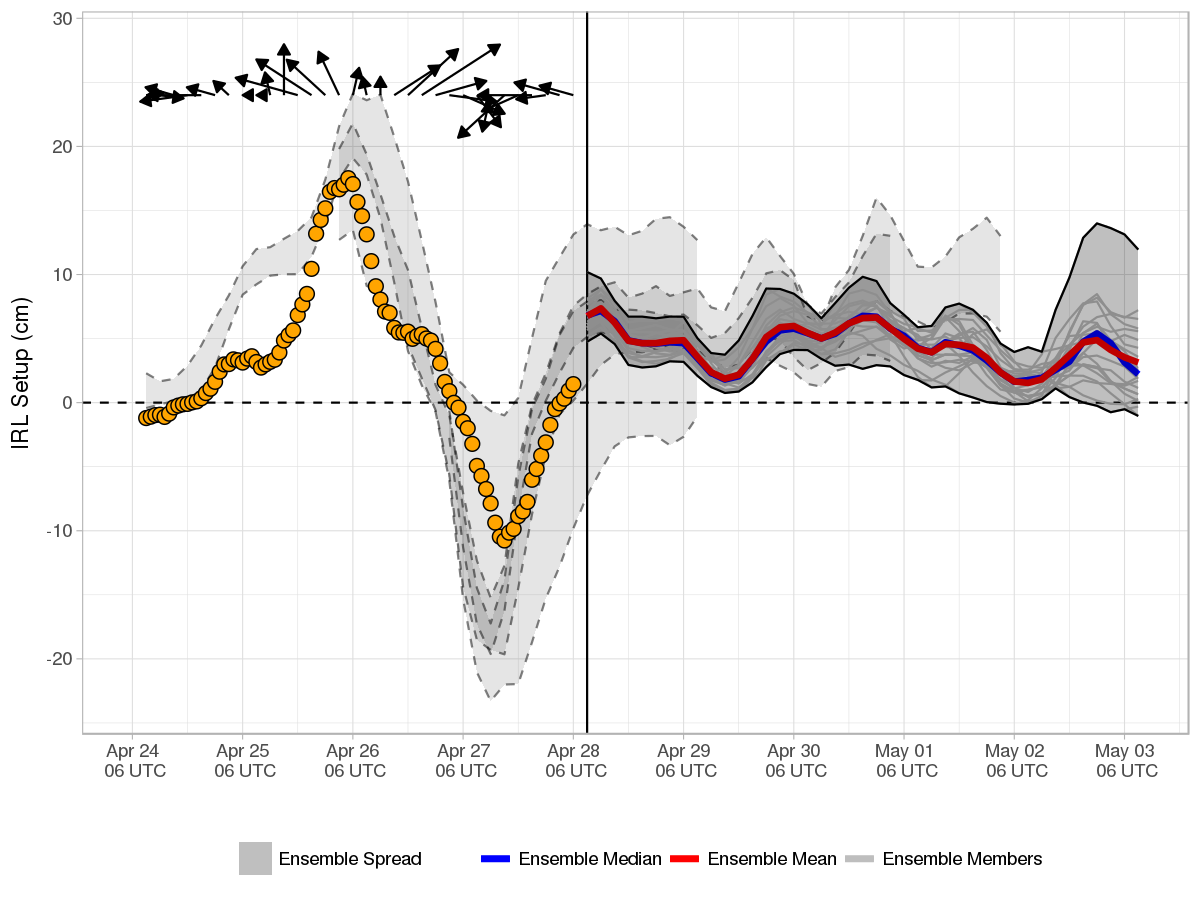 IRL Setup (cm)
30
20
10
0
-10
-20
Apr 24 Apr 25 Apr 26 Apr 27 Apr 28 Apr 29 Apr 30 May 01 May 02 May 03
06 UTC 06 UTC 06 UTC 06 UTC 06 UTC 06 UTC 06 UTC 06 UTC 06 UTC 06 UTC
Ensemble Spread Ensemble Median Ensemble Mean Ensemble Members